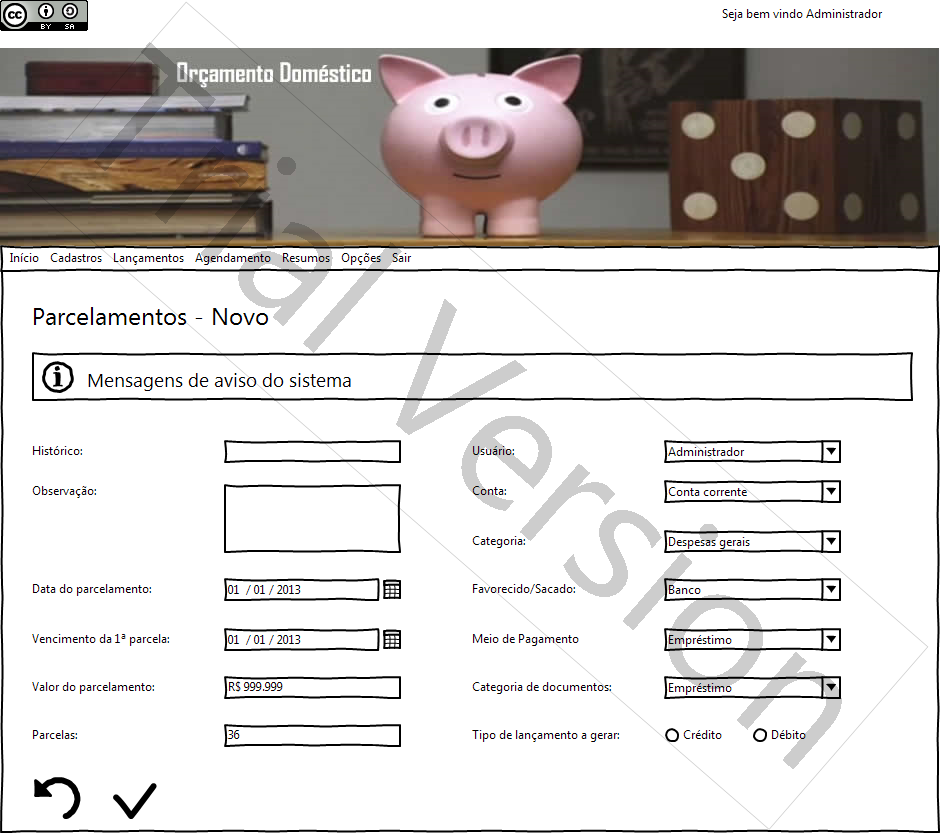 cc BY SA
Seja bem vindo Administrador
Orçamento Doméstico
Início Cadastros Lançamentos Agendamento Resumos Opções Sair
Parcelamentos - Novo
Mensagens de aviso do sistema
Histórico:
Usuário: Administrador
Observação:
Conta: Conta corrente
Categoria: Despesas gerais
Data do parcelamento: 01 / 01 / 2013
Favorecido/Sacado: Banco
Vencimento da 1ª parcela: 01 / 01 / 2013
Meio de Pagamento Empréstimo
Valor do parcelamento: R$ 999.999
Categoria de documentos: Empréstimo
Parcelas: 36
Tipo de lançamento a gerar: Crédito Débito
Trial Version